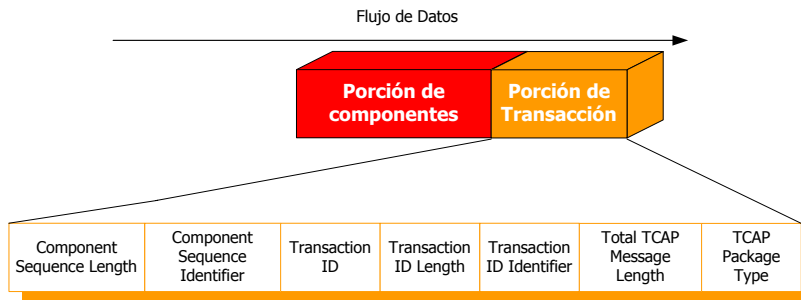 Flujo de Datos
Porción de
componentes
Porción de
Transacción
Component
Sequence Length
Component
Sequence
Identifier
Transaction
ID
Transaction
ID Length
Transaction
ID Identifier
Total TCAP
Message
Length
TCAP
Package
Type